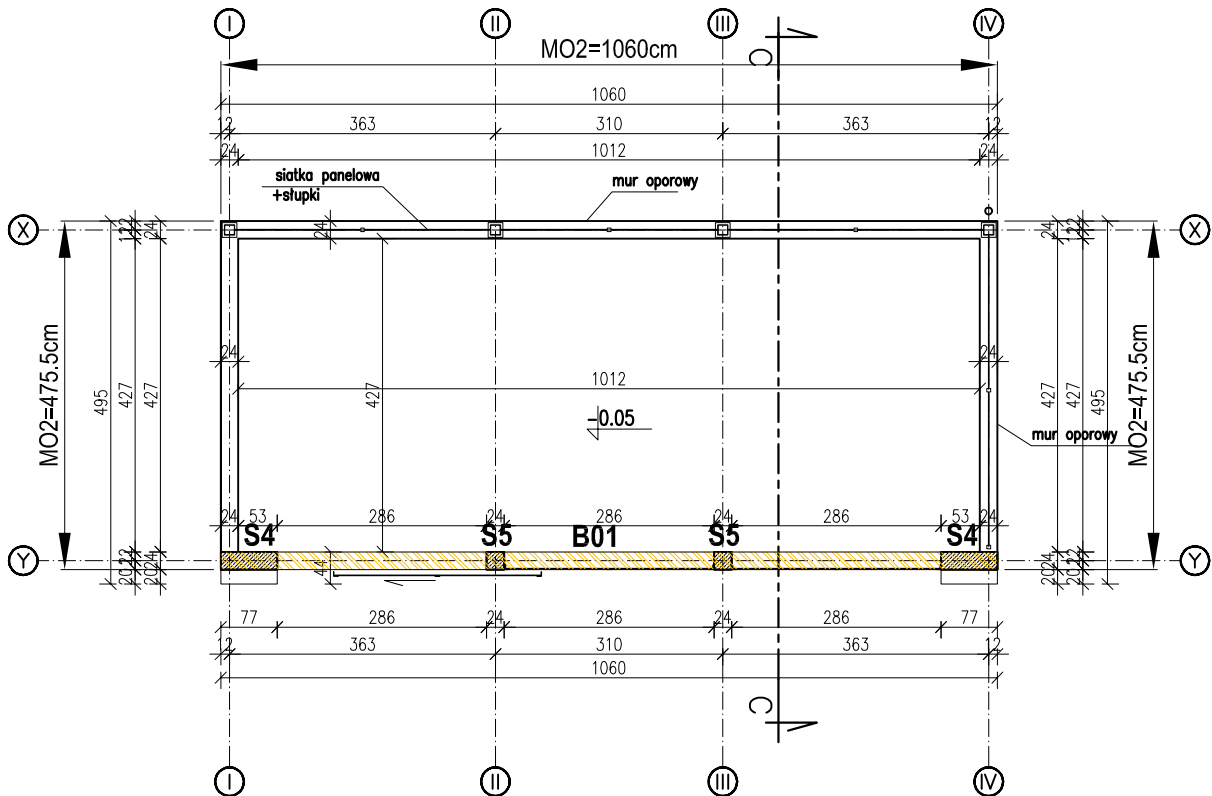 I II III IV
MO2=1060cm
C
1060
12 363 310 363 12
24 1012 24
siatka panelowa
+słupki
mur oporowy
X X
24 24
MO2=475.5cm
495 427 427
24 24
1012
427
-0.05
427 427 495
MO2=475.5cm
mur oporowy
24 53 286 24 286 24 286 53 24
S4 S5 B01 S5 S4
Y Y
44
77 286 24 286 24 286 77
12 363 310 363 12
1060
C
I II III IV